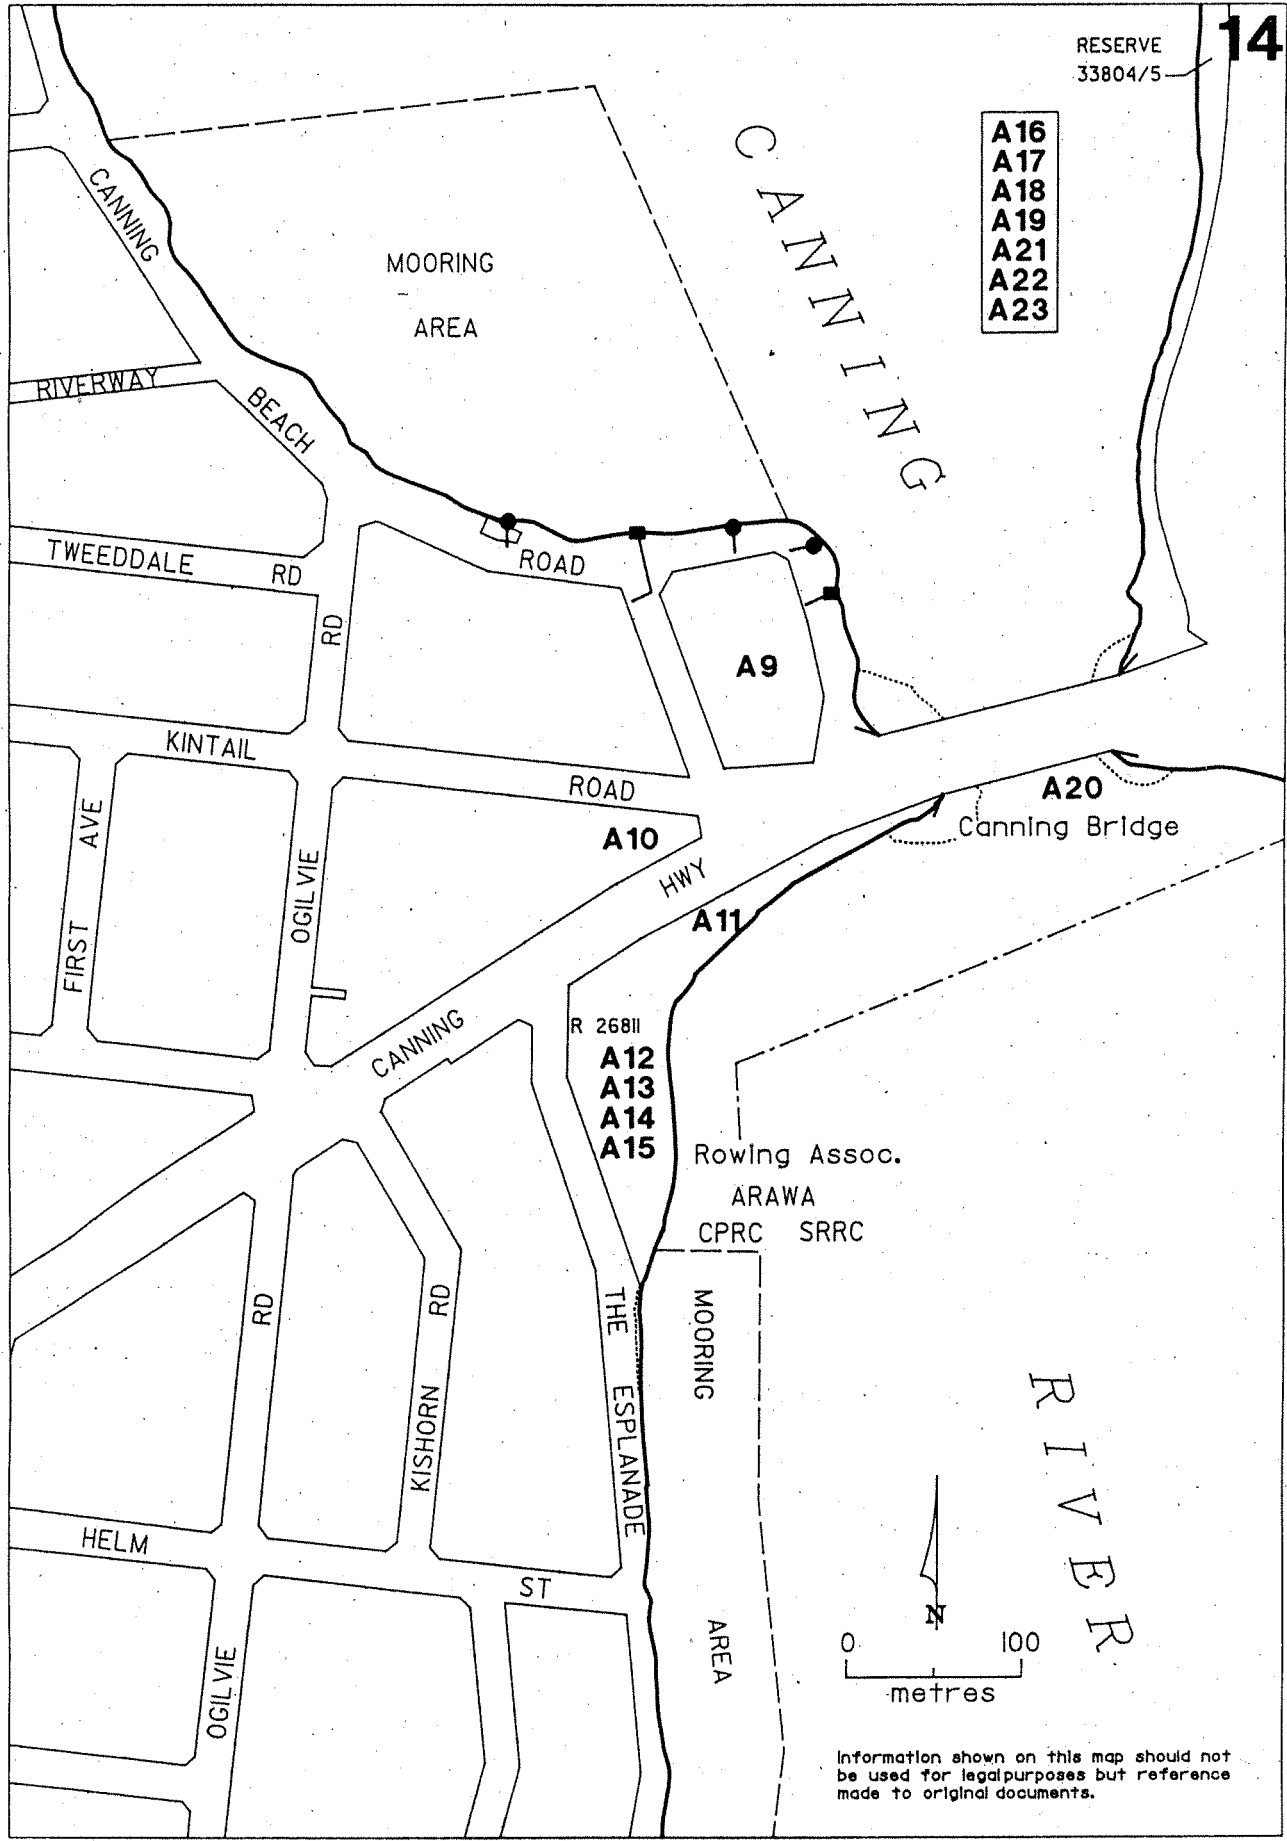 14
RESERVE
33804/5
A16
A17
A18
A19
A21
A22
A23
CANNING
CANNING
MOORING
AREA
RIVERWAY
BEACH
TWEEDDALE RD
ROAD
RD
A9
KINTAIL
ROAD
A20
Canning Bridge
AVE
A10
HWY
OGILVIE
A11
FIRST
CANNING
R 26811
A12
A13
A14
A15
Rowing Assoc.
ARAWA
CPRC SRRC
RD
RD
THE ESPLANADE
MOORING
AREA
KISHORN
RIVER
HELM
ST
OGILVIE
N
0 100
metres
Information shown on this map should not
be used for legal purposes but reference
made to original documents.